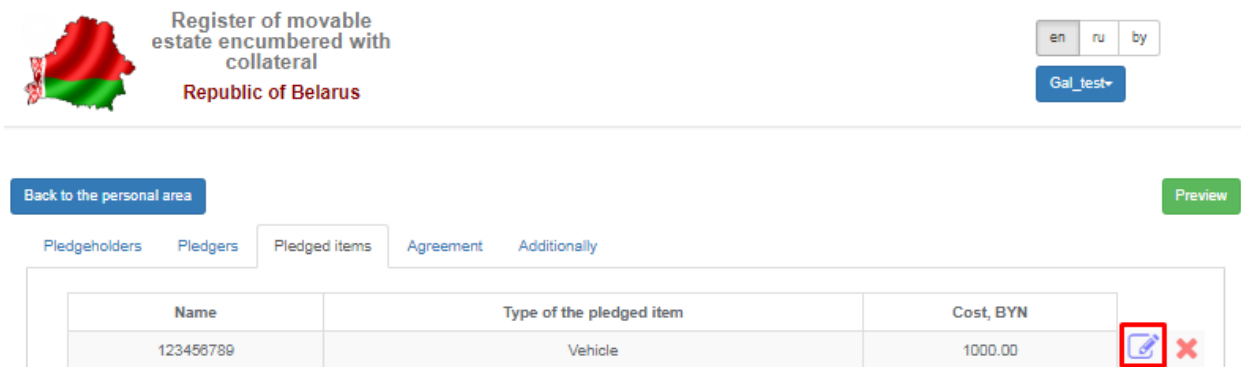 Register of movable
estate encumbered with
collateral
Republic of Belarus
en ru by
Gal_test
Back to the personal area
Preview
Pledgeholders Pledgers Pledged items Agreement Additionally
Name Type of the pledged item Cost, BYN
123456789 Vehicle 1000.00